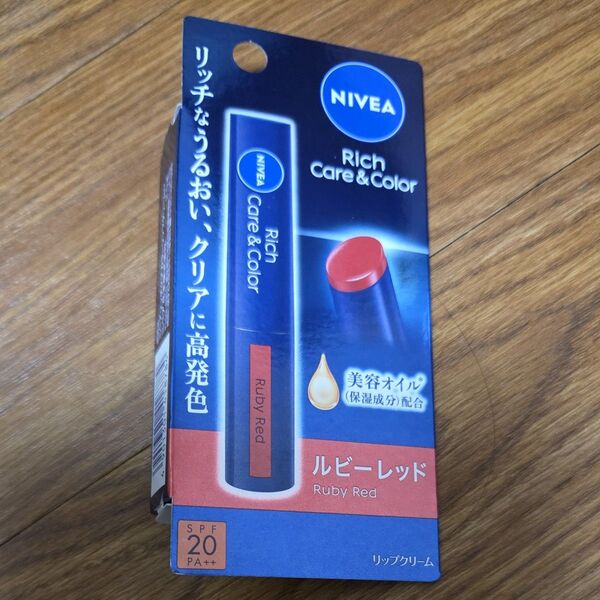 リッチなうるおい、クリアに高発色
NIVEA
Rich
Care & Color
NIVEA
Rich
Care & Color
Ruby Red
美容オイル*
(保湿成分)配合
ルビーレッド
Ruby Red
SPF
20
PA++
リップクリーム